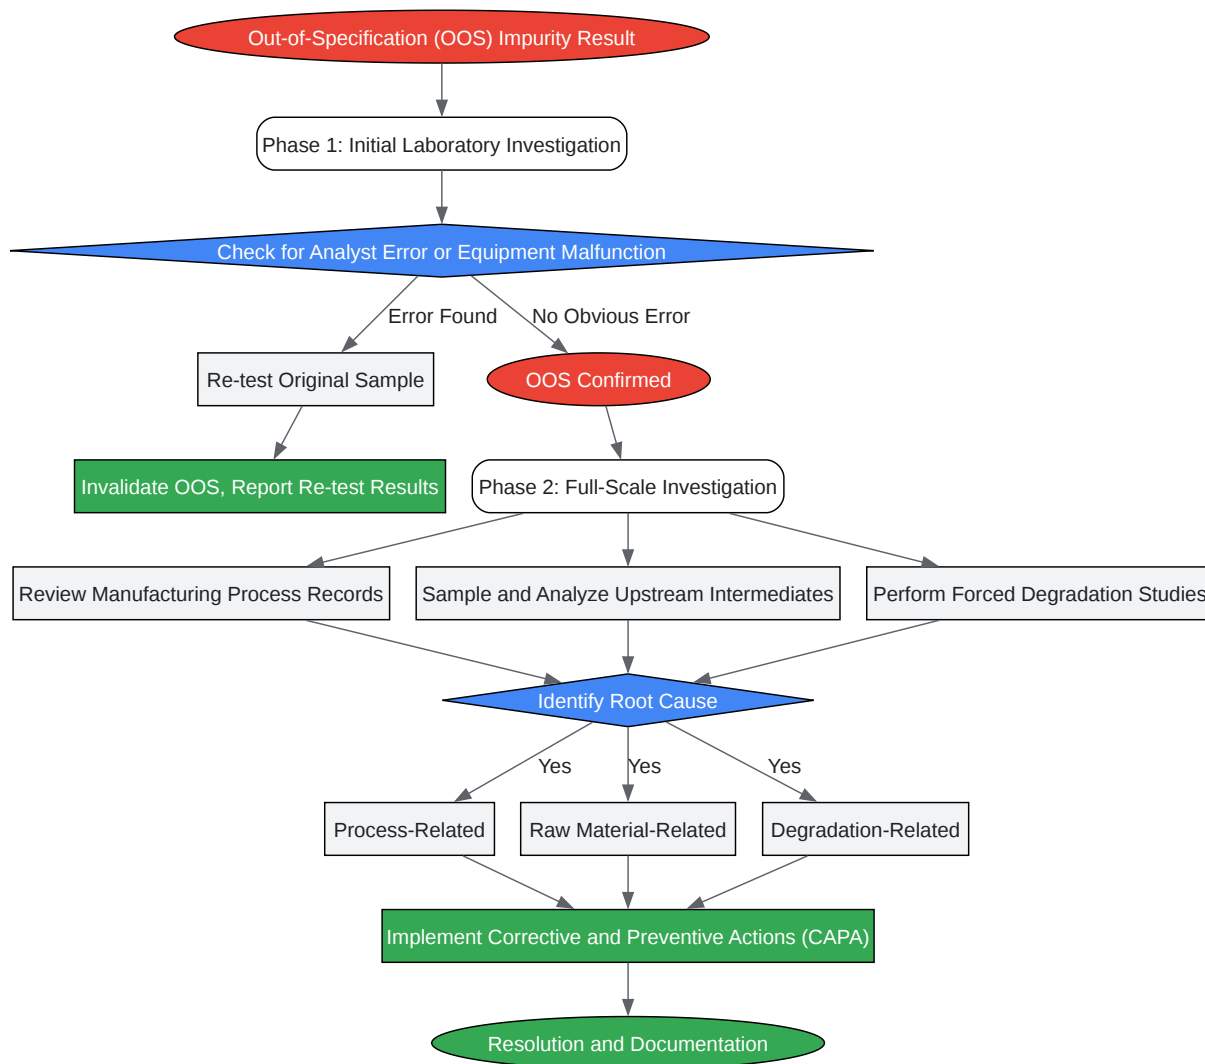 Out-of-Specification (OOS) Impurity Result
Phase 1: Initial Laboratory Investigation
Check for Analyst Error or Equipment Malfunction
Error Found
No Obvious Error
Re-test Original Sample
OOS Confirmed
Invalidate OOS, Report Re-test Results
Phase 2: Full-Scale Investigation
Review Manufacturing Process Records
Sample and Analyze Upstream Intermediates
Perform Forced Degradation Studies
Identify Root Cause
Yes
Yes
Yes
Process-Related
Raw Material-Related
Degradation-Related
Implement Corrective and Preventive Actions (CAPA)
Resolution and Documentation